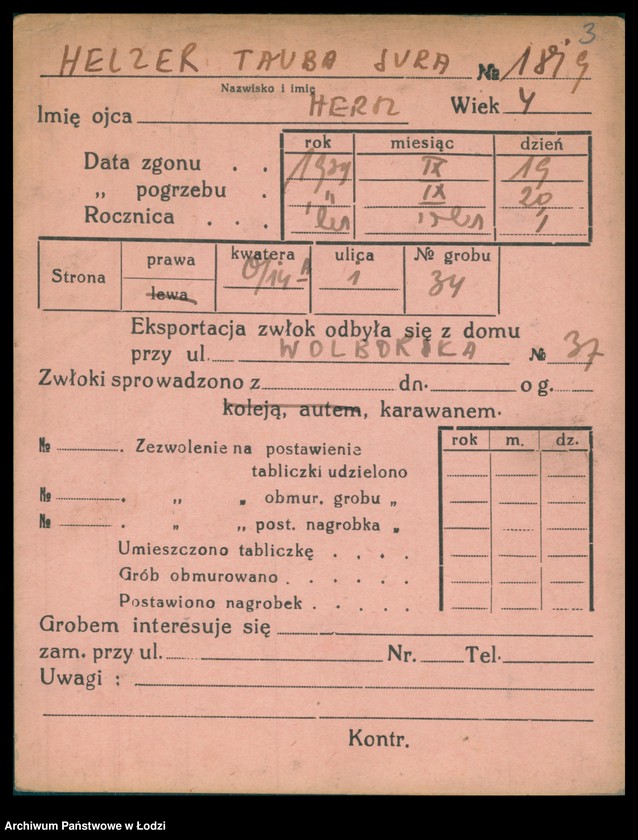 3
HELZER TAUBA SURA № 1879
Nazwisko i imię
Imię ojca HERSZ Wiek 4
rok miesiąc dzień
Data zgonu . . 1939 IX 19
„ pogrzebu . " IX 20
Rocznica . . . 1
Strona prawa kwatera ulica № grobu
lewa 1 34
Eksportacja zwłok odbyła się z domu
przy ul. WOLBORSKA № 37
Zwłoki sprowadzono z dn. o g.
koleją, autem, karawanem.
rok m. dz.
№ . Zezwolenie na postawienie
tabliczki udzielono
№ . „ „ obmur. grobu „
№ . „ „ post. nagrobka „
Umieszczono tabliczkę . . . .
Grób obmurowano . . . . .
Postawiono nagrobek . . . .
Grobem interesuje się
zam. przy ul. Nr. Tel.
Uwagi :
Kontr.
Archiwum Państwowe w Łodzi